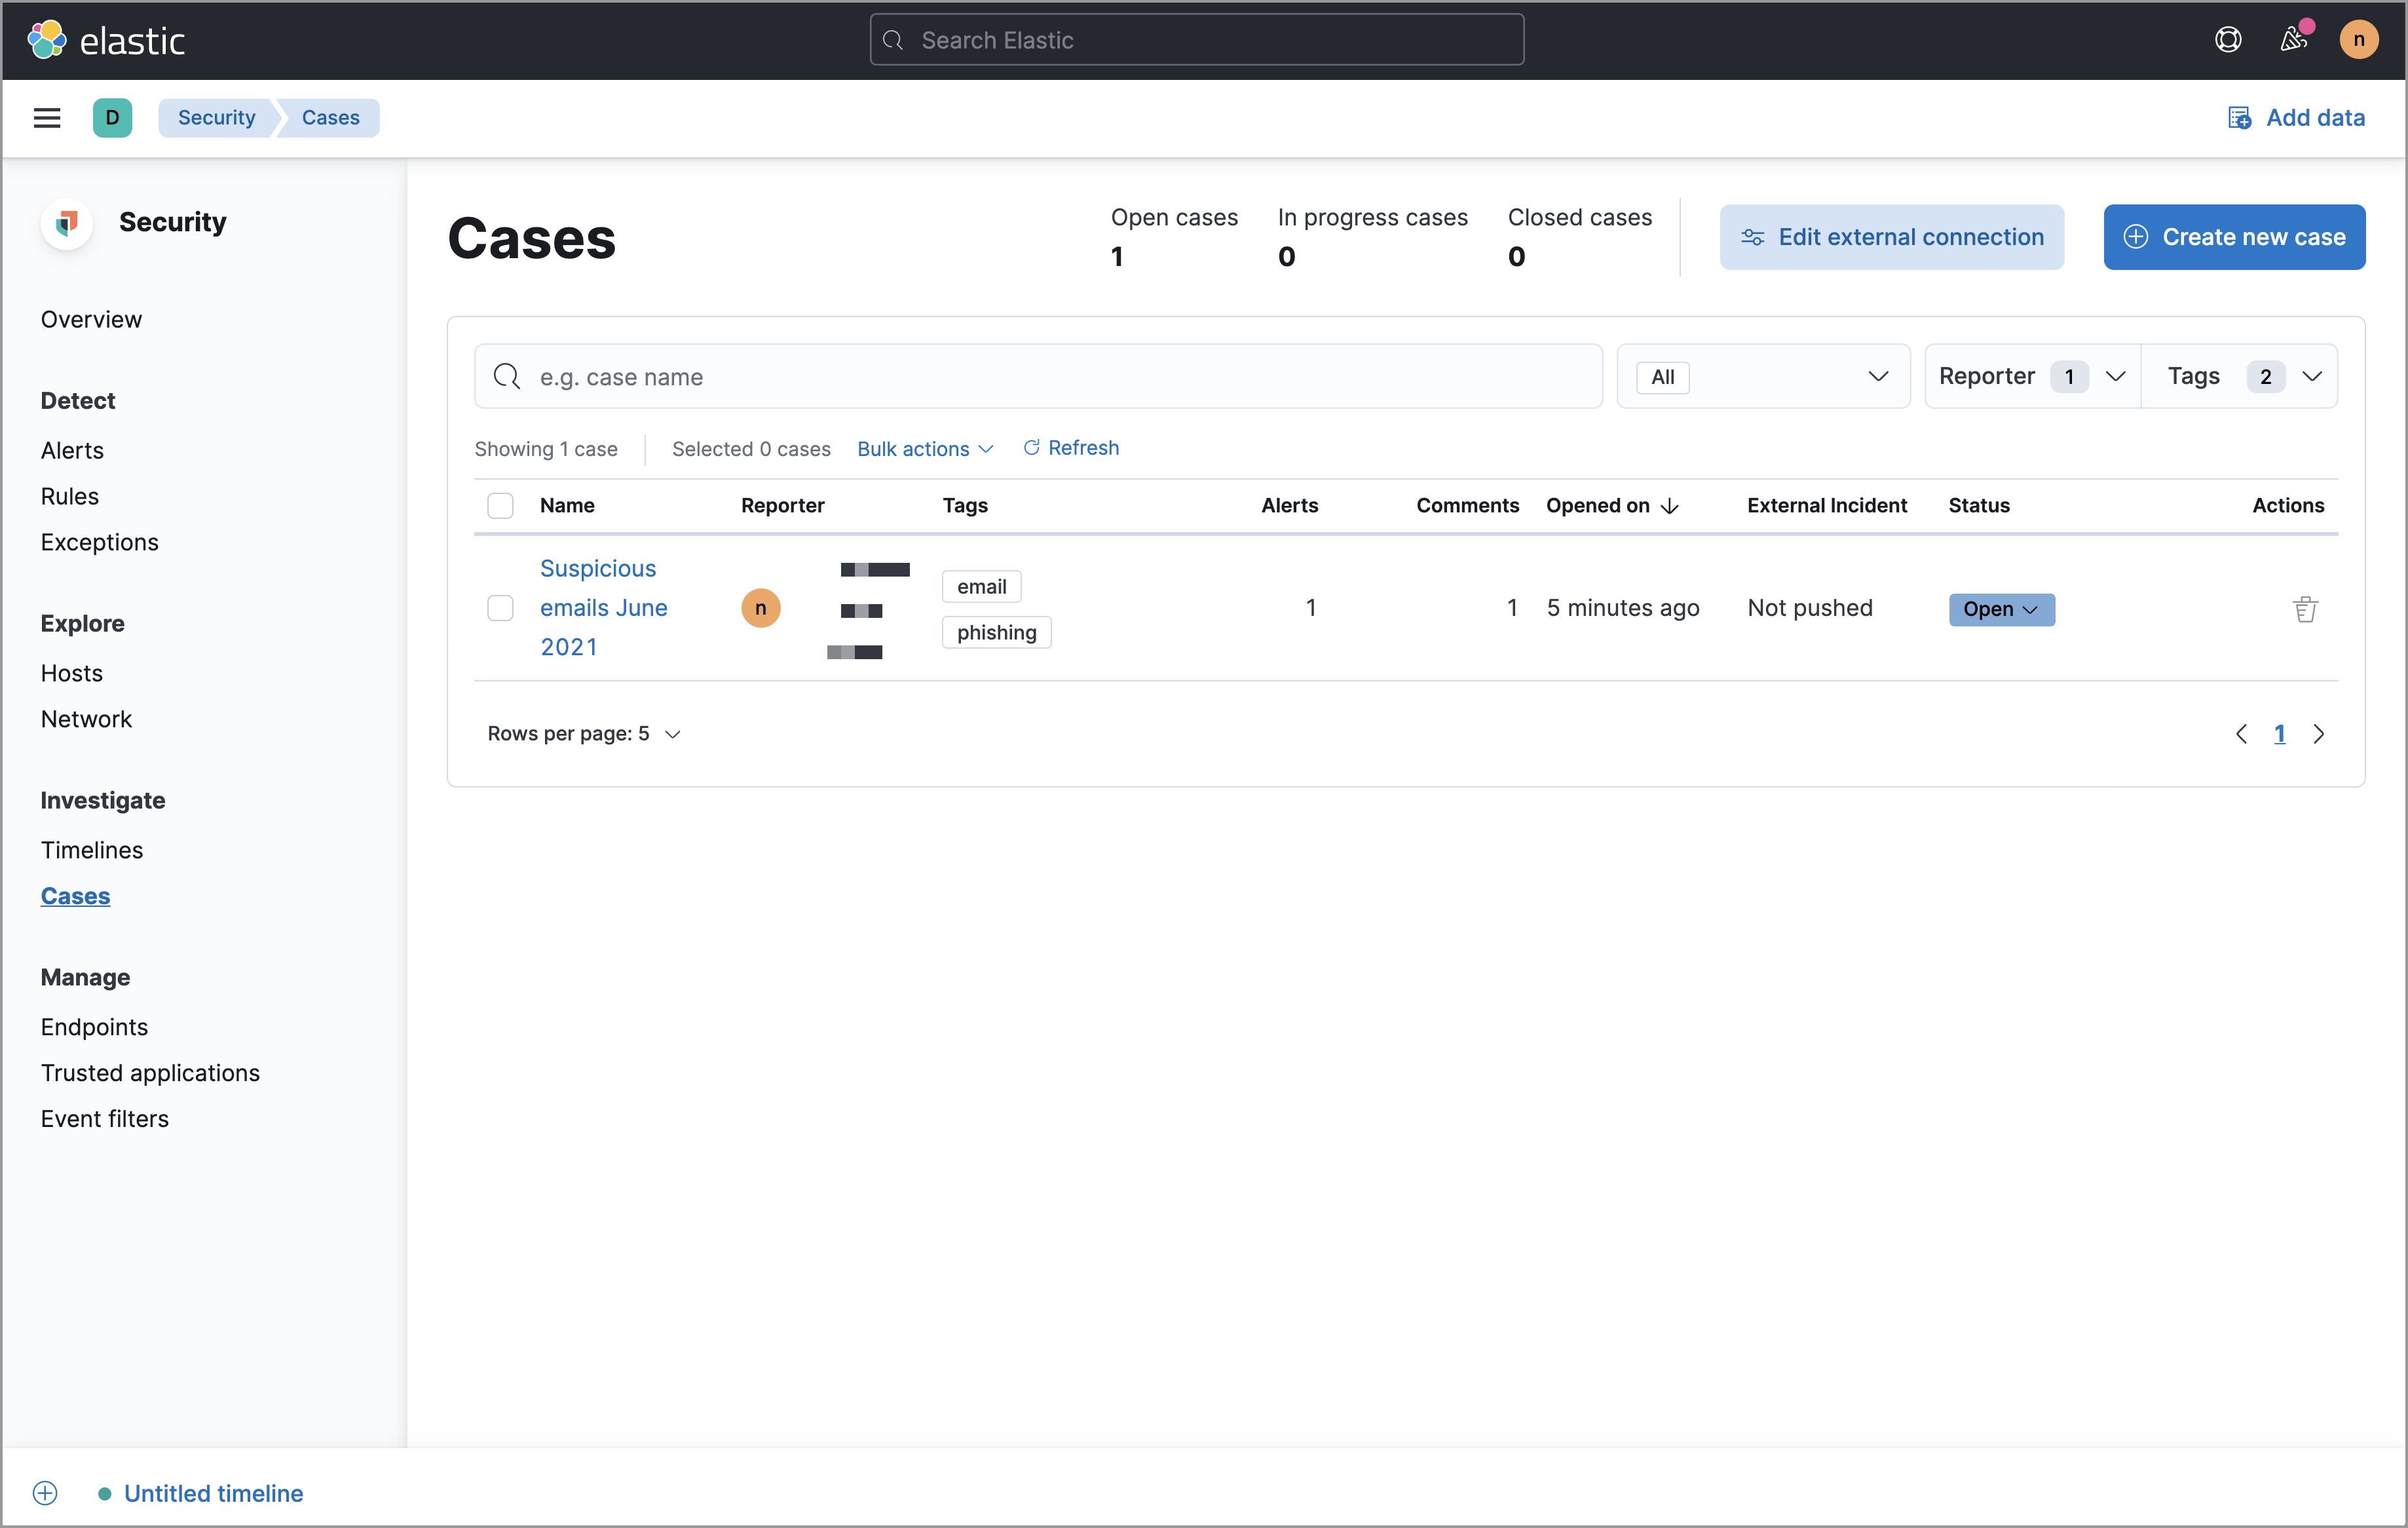 elastic
Search Elastic
n
D
Security
Cases
Add data
Security
Overview
Detect
Alerts
Rules
Exceptions
Explore
Hosts
Network
Investigate
Timelines
Cases
Manage
Endpoints
Trusted applications
Event filters
Cases
Open cases
1
In progress cases
0
Closed cases
0
Edit external connection
Create new case
e.g. case name
All
Reporter 1
Tags 2
Showing 1 case
Selected 0 cases
Bulk actions
Refresh
Name Reporter Tags Alerts Comments Opened on External Incident Status Actions
Suspicious
emails June
2021
n
email
phishing
1
1
5 minutes ago
Not pushed
Open
Rows per page: 5
1
Untitled timeline